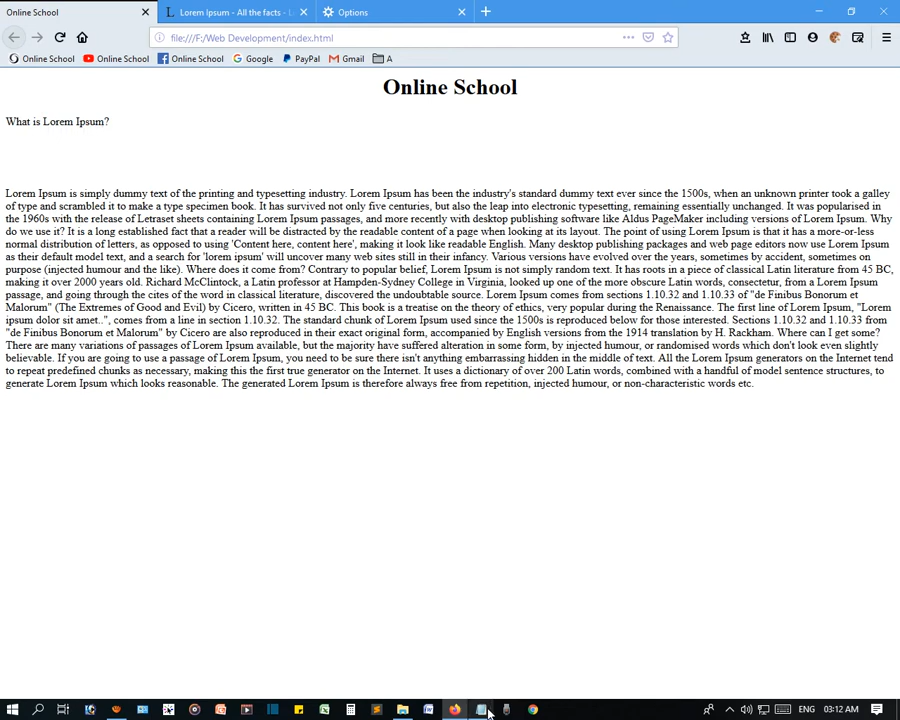 Online School
Lorem Ipsum - All the facts - L
Options
file:///F:/Web Development/index.html
Online School
Online School
Online School
Google
PayPal
Gmail
A
Online School
What is Lorem Ipsum?
Lorem Ipsum is simply dummy text of the printing and typesetting industry. Lorem Ipsum has been the industry's standard dummy text ever since the 1500s, when an unknown printer took a galley
of type and scrambled it to make a type specimen book. It has survived not only five centuries, but also the leap into electronic typesetting, remaining essentially unchanged. It was popularised in
the 1960s with the release of Letraset sheets containing Lorem Ipsum passages, and more recently with desktop publishing software like Aldus PageMaker including versions of Lorem Ipsum. Why
do we use it? It is a long established fact that a reader will be distracted by the readable content of a page when looking at its layout. The point of using Lorem Ipsum is that it has a more-or-less
normal distribution of letters, as opposed to using 'Content here, content here', making it look like readable English. Many desktop publishing packages and web page editors now use Lorem Ipsum
as their default model text, and a search for 'lorem ipsum' will uncover many web sites still in their infancy. Various versions have evolved over the years, sometimes by accident, sometimes on
purpose (injected humour and the like). Where does it come from? Contrary to popular belief, Lorem Ipsum is not simply random text. It has roots in a piece of classical Latin literature from 45 BC,
making it over 2000 years old. Richard McClintock, a Latin professor at Hampden-Sydney College in Virginia, looked up one of the more obscure Latin words, consectetur, from a Lorem Ipsum
passage, and going through the cites of the word in classical literature, discovered the undoubtable source. Lorem Ipsum comes from sections 1.10.32 and 1.10.33 of "de Finibus Bonorum et
Malorum" (The Extremes of Good and Evil) by Cicero, written in 45 BC. This book is a treatise on the theory of ethics, very popular during the Renaissance. The first line of Lorem Ipsum, "Lorem
ipsum dolor sit amet..", comes from a line in section 1.10.32. The standard chunk of Lorem Ipsum used since the 1500s is reproduced below for those interested. Sections 1.10.32 and 1.10.33 from
"de Finibus Bonorum et Malorum" by Cicero are also reproduced in their exact original form, accompanied by English versions from the 1914 translation by H. Rackham. Where can I get some?
There are many variations of passages of Lorem Ipsum available, but the majority have suffered alteration in some form, by injected humour, or randomised words which don't look even slightly
believable. If you are going to use a passage of Lorem Ipsum, you need to be sure there isn't anything embarrassing hidden in the middle of text. All the Lorem Ipsum generators on the Internet tend
to repeat predefined chunks as necessary, making this the first true generator on the Internet. It uses a dictionary of over 200 Latin words, combined with a handful of model sentence structures, to
generate Lorem Ipsum which looks reasonable. The generated Lorem Ipsum is therefore always free from repetition, injected humour, or non-characteristic words etc.
ENG
03:12 AM